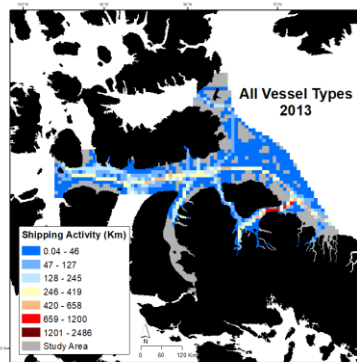 All Vessel Types
2013
Shipping Activity (Km)
0.04 - 46
47 - 127
128 - 245
246 - 419
420 - 658
659 - 1200
1201 - 2486
Study Area
N
0 60 120 Km